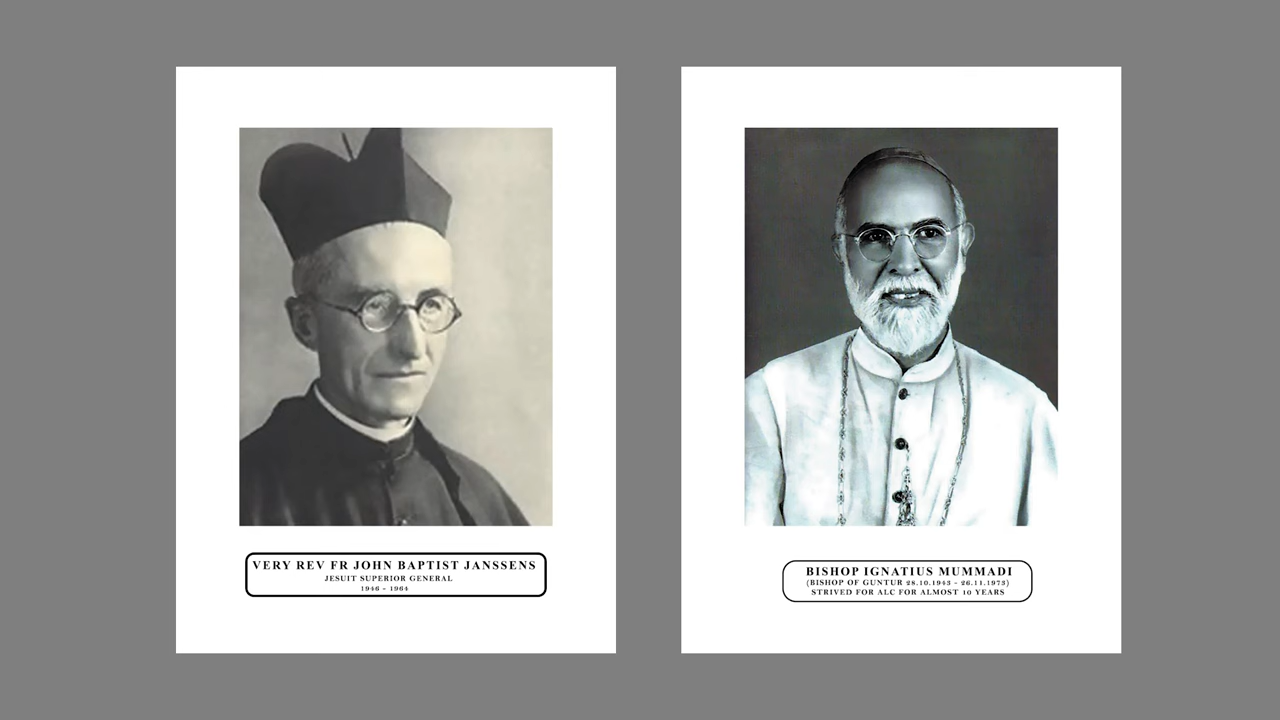 VERY REV FR JOHN BAPTIST JANSSENS
JESUIT SUPERIOR GENERAL
1946 - 1964
BISHOP IGNATIUS MUMMADI
(BISHOP OF GUNTUR 28.10.1943 - 26.11.1973)
STRIVED FOR ALC FOR ALMOST 10 YEARS